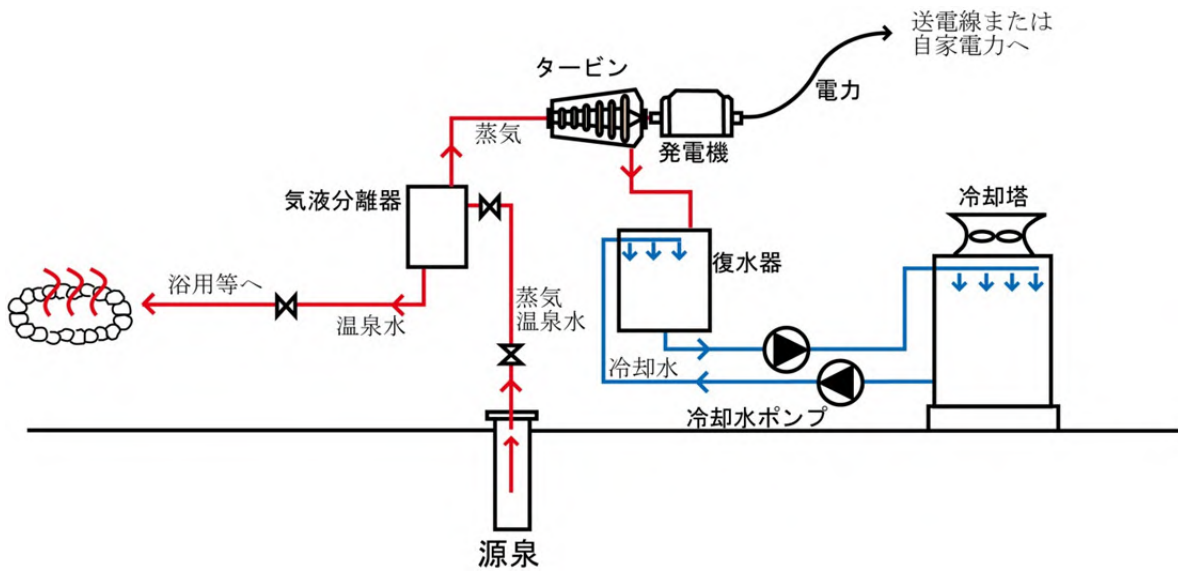 送電線または
自家電力へ
タービン
電力
蒸気
発電機
気液分離器
冷却塔
復水器
浴用等へ
蒸気
温泉水
温泉水
冷却水
冷却水ポンプ
源泉